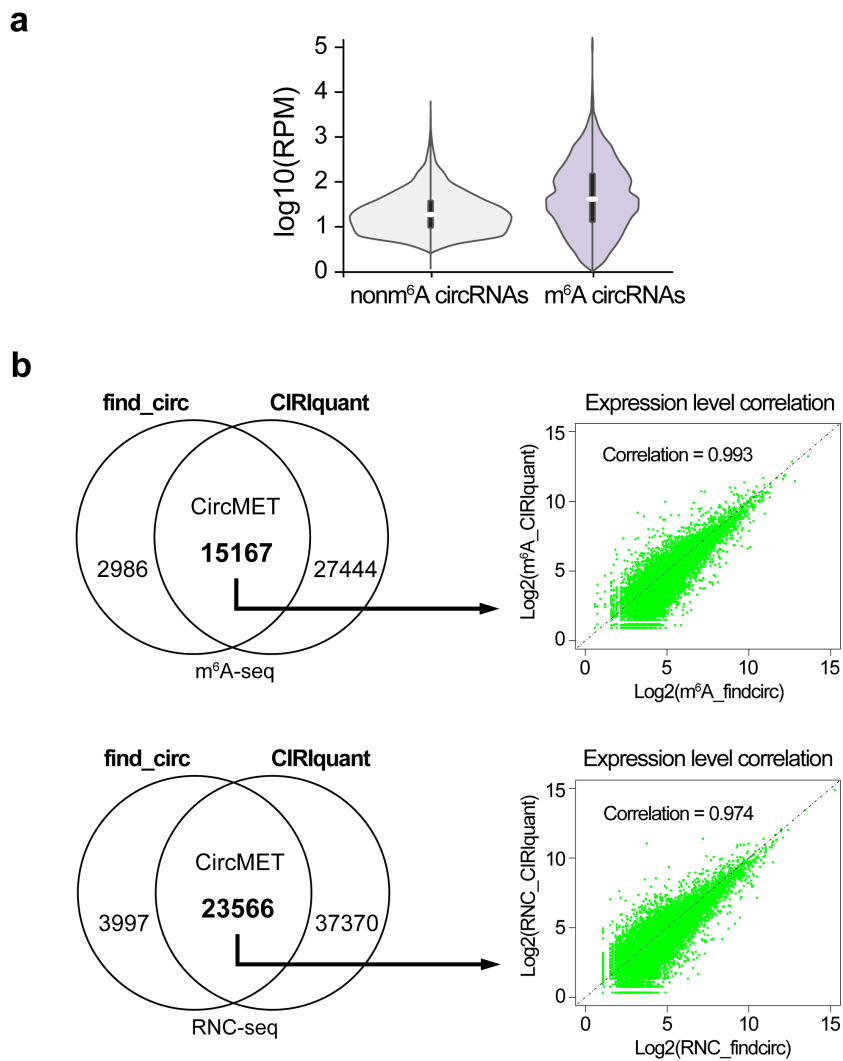 a
log10(RPM)
5
4
3
2
1
0
nonm⁶A circRNAs
m⁶A circRNAs
b
find_circ
CIRIquant
CircMET
15167
2986
27444
m⁶A-seq
Expression level correlation
Correlation = 0.993
Log2(m⁶A_CIRIquant)
15
10
5
0
0
5
10
15
Log2(m⁶A_findcirc)
find_circ
CIRIquant
CircMET
23566
3997
37370
RNC-seq
Expression level correlation
Correlation = 0.974
Log2(RNC_CIRIquant)
15
10
5
0
0
5
10
15
Log2(RNC_findcirc)